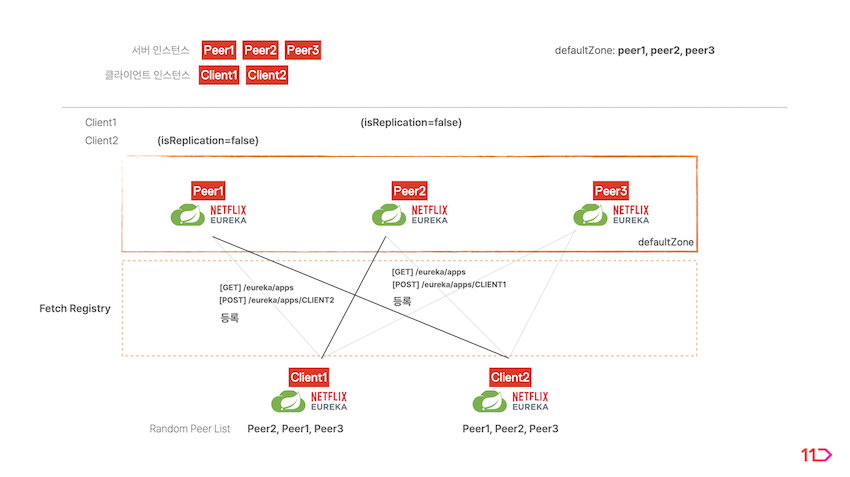 서버 인스턴스 Peer1 Peer2 Peer3 defaultZone: peer1, peer2, peer3
클라이언트 인스턴스 Client1 Client2
Client1 (isReplication=false)
Client2 (isReplication=false)
Peer1 Peer2 Peer3
NETFLIX NETFLIX NETFLIX
EUREKA EUREKA EUREKA
defaultZone
[GET] /eureka/apps
[POST] /eureka/apps/CLIENT2
등록
[GET] /eureka/apps
[POST] /eureka/apps/CLIENT1
등록
Fetch Registry
Client1 Client2
NETFLIX NETFLIX
EUREKA EUREKA
Random Peer List Peer2, Peer1, Peer3 Peer1, Peer2, Peer3
11